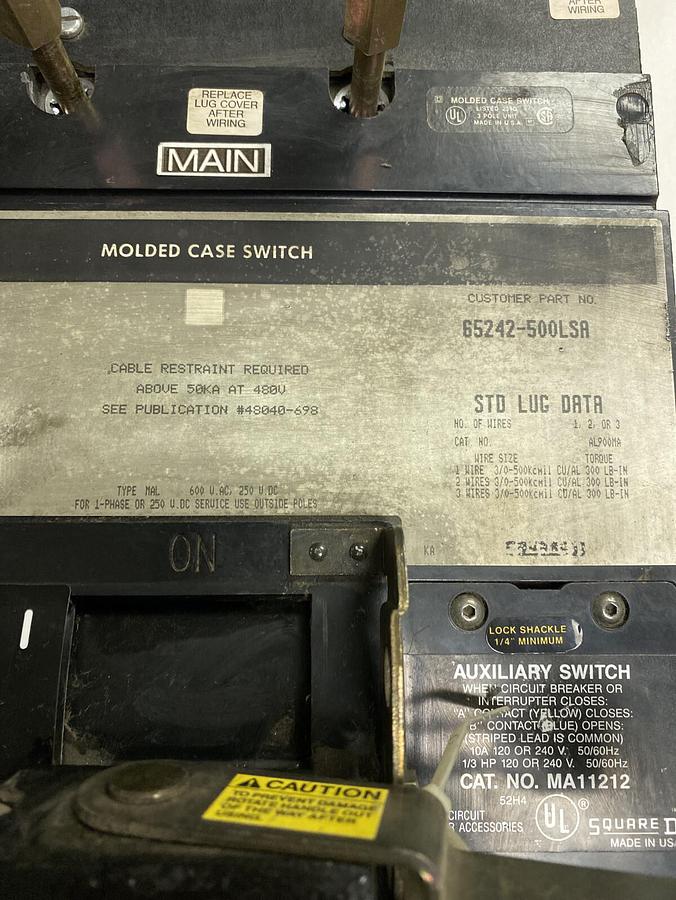 AFTER
WIRING
REPLACE
LUG COVER
AFTER
WIRING
MOLDED CASE SWITCH
UL
3 POLE UNIT
MADE IN U.S.A.
MAIN
MOLDED CASE SWITCH
CUSTOMER PART NO.
65242-500LSA
CABLE RESTRAINT REQUIRED
ABOVE 50KA AT 480V
SEE PUBLICATION #48040-698
STD LUG DATA
NO. OF WIRES 1, 2, OR 3
CAT. NO. AL900MA
WIRE SIZE TORQUE
1 WIRE 3/0-500kcmil CU/AL 300 LB-IN
2 WIRES 3/0-500kcmil CU/AL 300 LB-IN
3 WIRES 3/0-500kcmil CU/AL 300 LB-IN
TYPE MAL 600 V.AC, 250 V.DC
FOR 1-PHASE OR 250 V.DC SERVICE USE OUTSIDE POLES
KA
ON
LOCK SHACKLE
1/4" MINIMUM
AUXILIARY SWITCH
WHEN CIRCUIT BREAKER OR
INTERRUPTER CLOSES:
"A" CONTACT (YELLOW) CLOSES:
"B" CONTACT (BLUE) OPENS:
(STRIPED LEAD IS COMMON)
10A 120 OR 240 V. 50/60Hz
1/3 HP 120 OR 240 V. 50/60Hz
CAT. NO. MA11212
52H4
CIRCUIT
R ACCESSORIES
UL ®
SQUARE D
MADE IN US
CAUTION
TO PREVENT DAMAGE
ROTATE HANDLE OUT
OF THE WAY AFTER
USING.